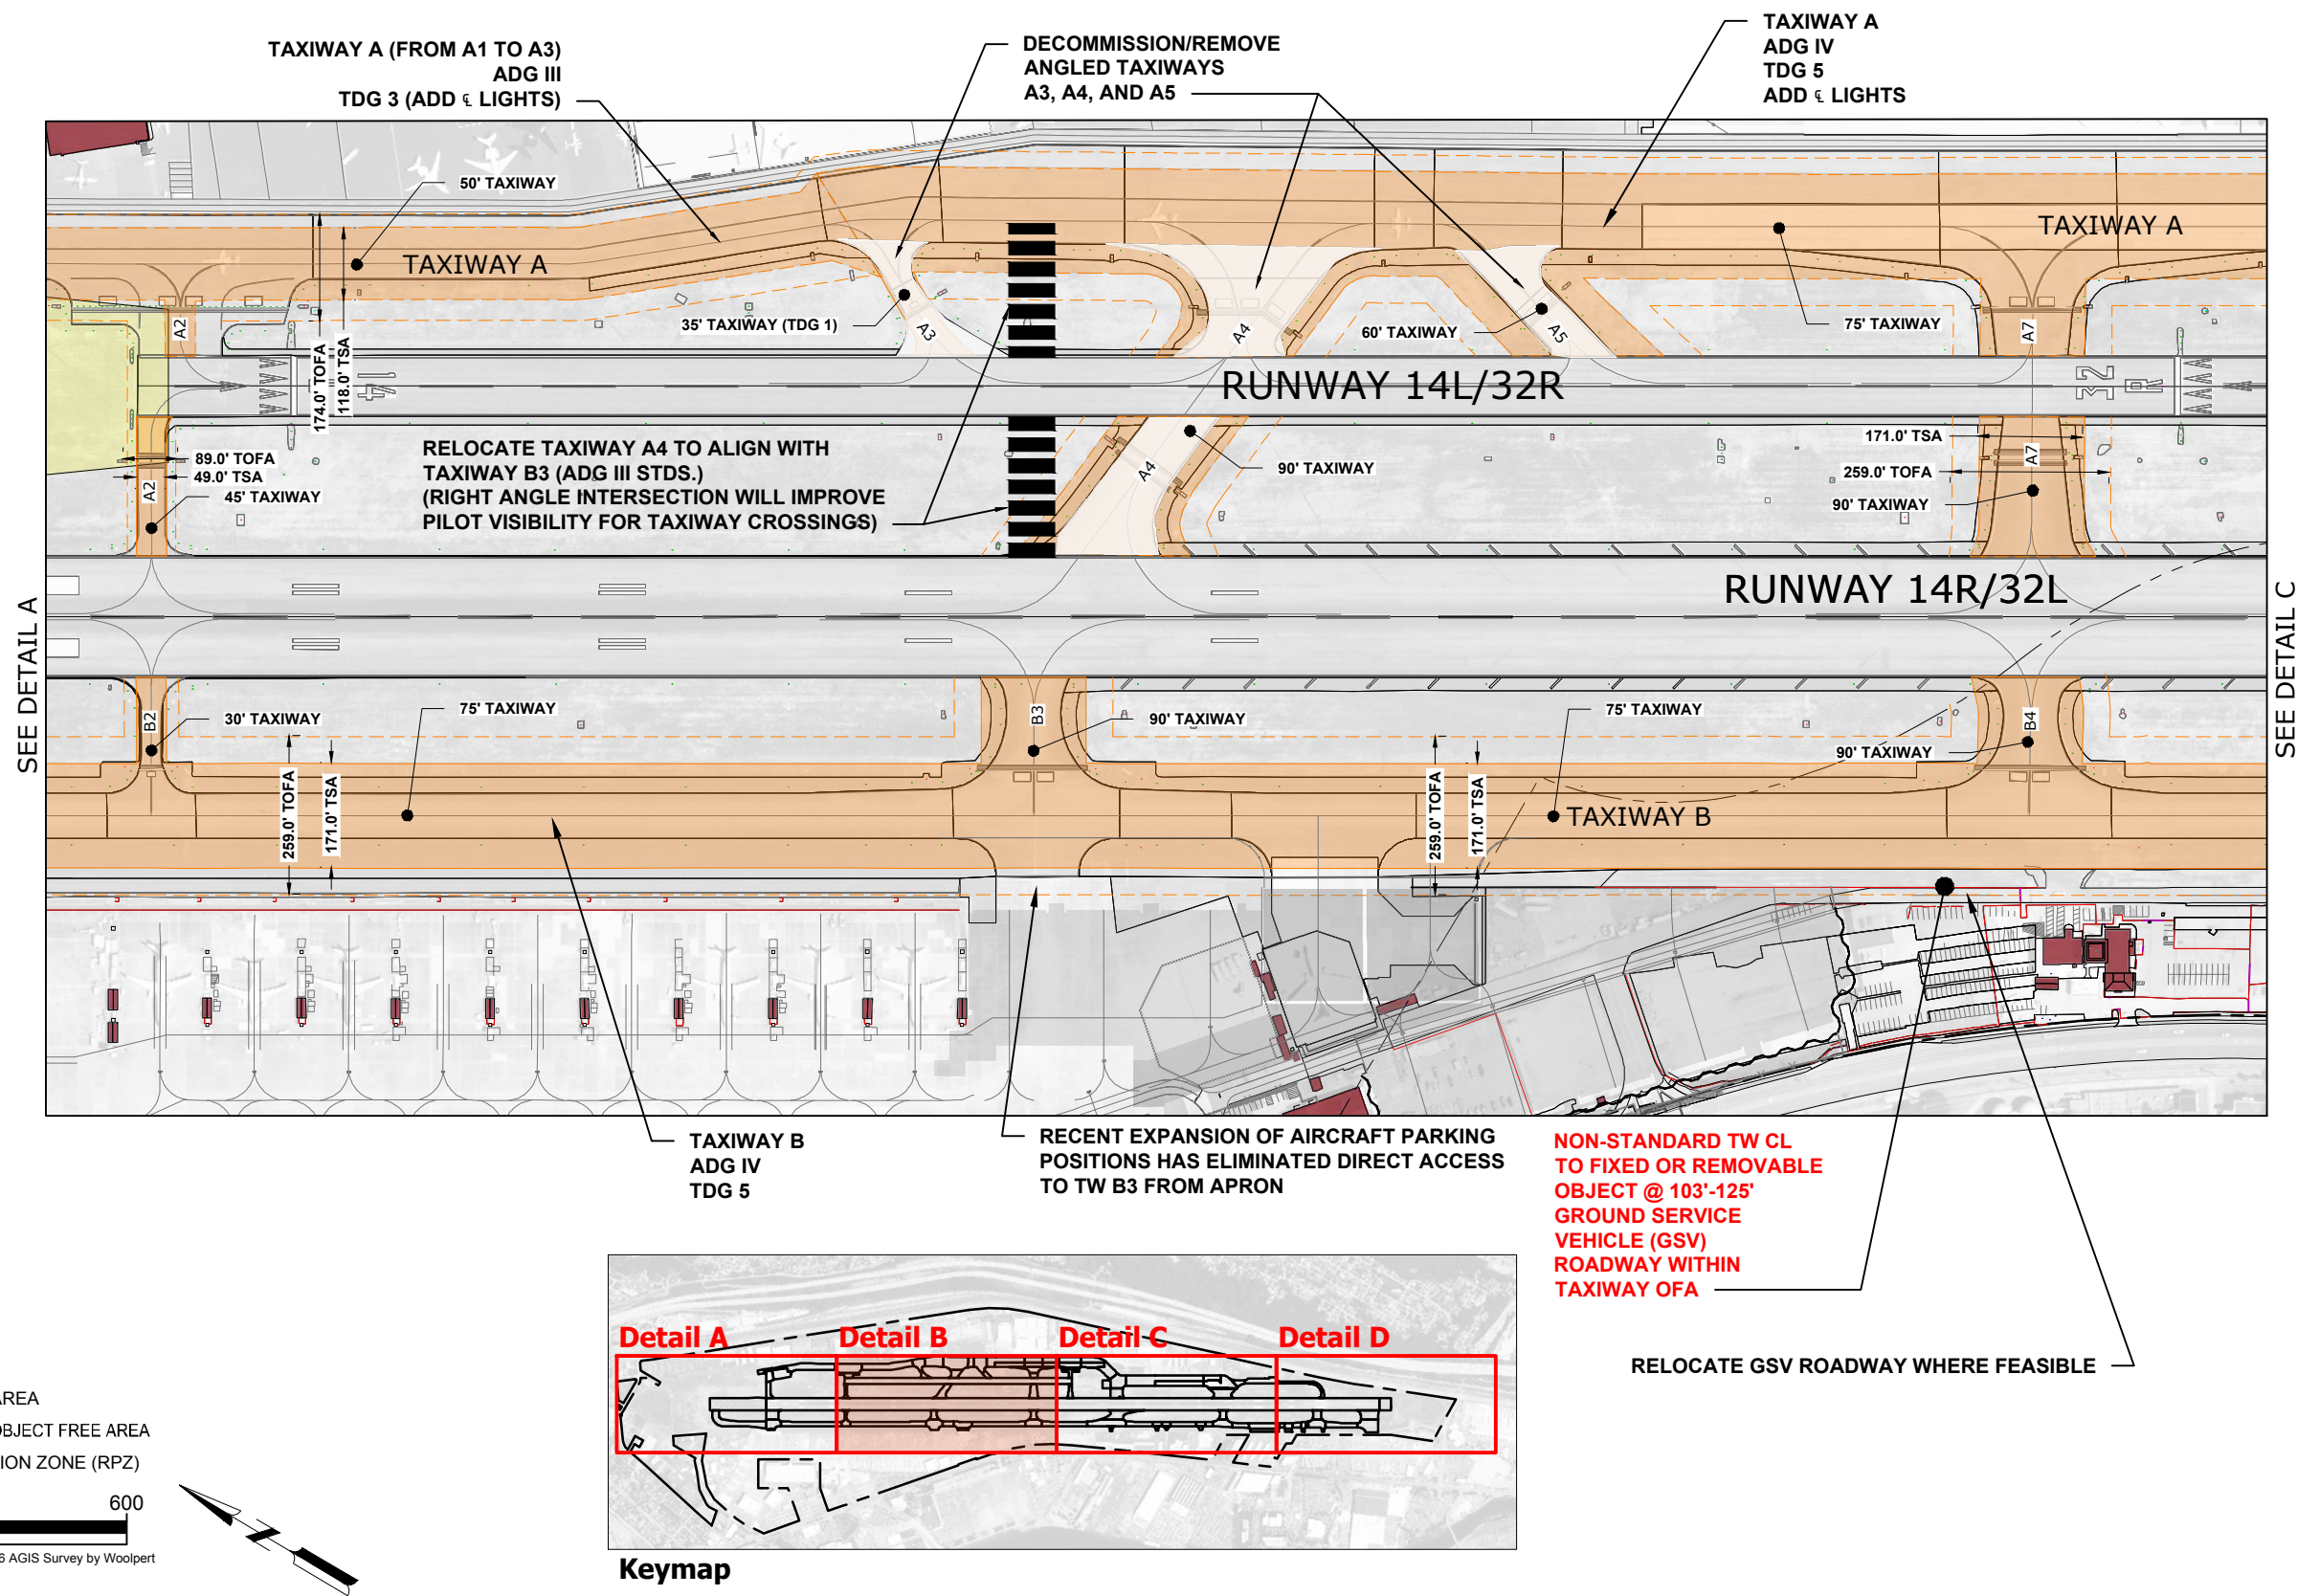 TAXIWAY A (FROM A1 TO A3)
ADG III
TDG 3 (ADD ℄ LIGHTS)
DECOMMISSION/REMOVE
ANGLED TAXIWAYS
A3, A4, AND A5
TAXIWAY A
ADG IV
TDG 5
ADD ℄ LIGHTS
50' TAXIWAY
TAXIWAY A
TAXIWAY A
A2
35' TAXIWAY (TDG 1)
A3
A4
60' TAXIWAY
A5
75' TAXIWAY
A7
174.0' TOFA
118.0' TSA
14
RUNWAY 14L/32R
32
R
89.0' TOFA
49.0' TSA
45' TAXIWAY
A2
RELOCATE TAXIWAY A4 TO ALIGN WITH
TAXIWAY B3 (ADG III STDS.)
(RIGHT ANGLE INTERSECTION WILL IMPROVE
PILOT VISIBILITY FOR TAXIWAY CROSSINGS)
A4
90' TAXIWAY
171.0' TSA
259.0' TOFA
90' TAXIWAY
A7
SEE DETAIL A
RUNWAY 14R/32L
SEE DETAIL C
B2
30' TAXIWAY
75' TAXIWAY
B3
90' TAXIWAY
75' TAXIWAY
B4
90' TAXIWAY
259.0' TOFA
171.0' TSA
259.0' TOFA
171.0' TSA
TAXIWAY B
TAXIWAY B
ADG IV
TDG 5
RECENT EXPANSION OF AIRCRAFT PARKING
POSITIONS HAS ELIMINATED DIRECT ACCESS
TO TW B3 FROM APRON
NON-STANDARD TW CL
TO FIXED OR REMOVABLE
OBJECT @ 103'-125'
GROUND SERVICE
VEHICLE (GSV)
ROADWAY WITHIN
TAXIWAY OFA
RELOCATE GSV ROADWAY WHERE FEASIBLE
Detail A
Detail B
Detail C
Detail D
Keymap
AREA
OBJECT FREE AREA
ION ZONE (RPZ)
600
6 AGIS Survey by Woolpert
N